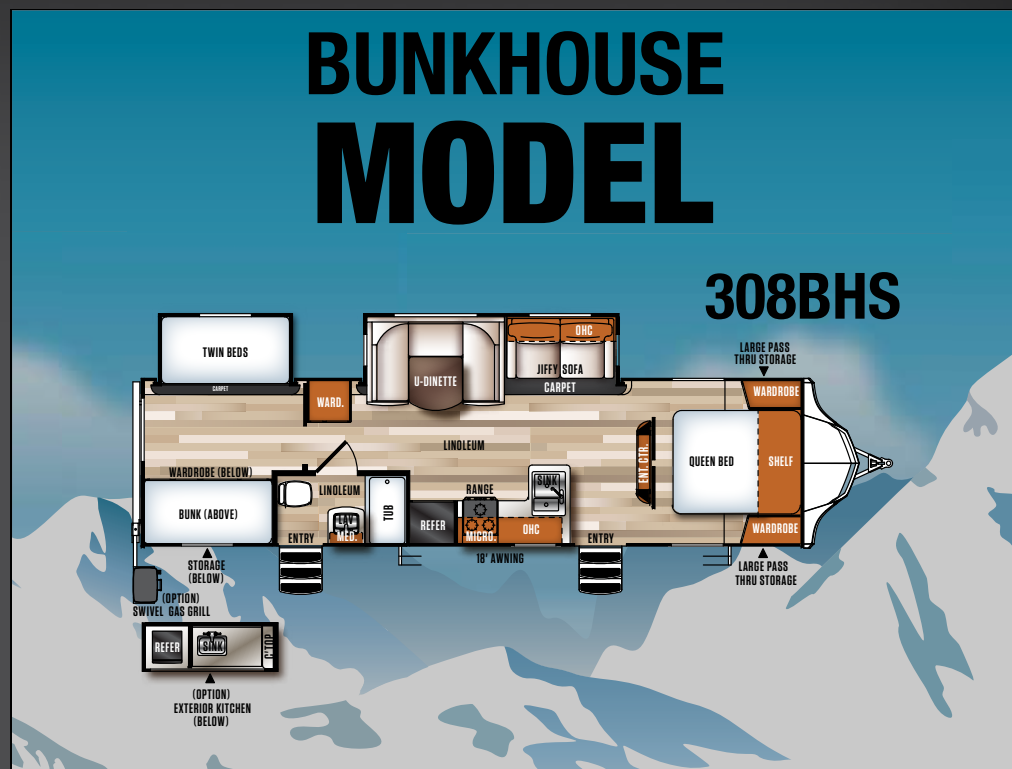 BUNKHOUSE
MODEL
308BHS
LARGE PASS
THRU STORAGE
TWIN BEDS
CARPET
WARD.
U-DINETTE
OHC
JIFFY SOFA
CARPET
WARDROBE
LINOLEUM
ENT. CTR.
QUEEN BED
SHELF
WARDROBE (BELOW)
BUNK (ABOVE)
LINOLEUM
TUB
RANGE
SINK
REFER
LAV
MED.
MICRO.
OHC
ENTRY
ENTRY
WARDROBE
18' AWNING
STORAGE
(BELOW)
LARGE PASS
THRU STORAGE
(OPTION)
SWIVEL GAS GRILL
REFER
SINK
C-TOP
(OPTION)
EXTERIOR KITCHEN
(BELOW)